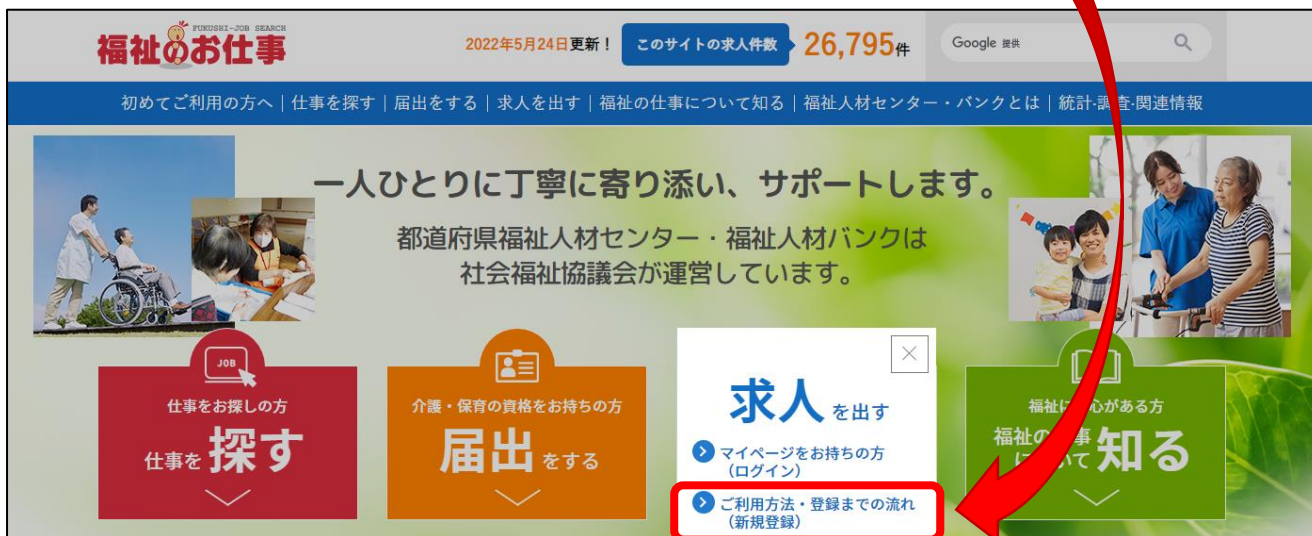 FUKUSHI-JOB SEARCH
福祉のお仕事
2022年5月24日更新！
このサイトの求人件数
26,795件
Google 提供
初めてご利用の方へ｜仕事を探す｜届出をする｜求人を出す｜福祉の仕事について知る｜福祉人材センター・バンクとは｜統計・調査・関連情報
一人ひとりに丁寧に寄り添い、サポートします。
都道府県福祉人材センター・福祉人材バンクは
社会福祉協議会が運営しています。
JOB
仕事をお探しの方
仕事を探す
介護・保育の資格をお持ちの方
届出をする
求人を出す
マイページをお持ちの方
（ログイン）
ご利用方法・登録までの流れ
（新規登録）
福祉に 心がある方
福祉の 事
に いて知る